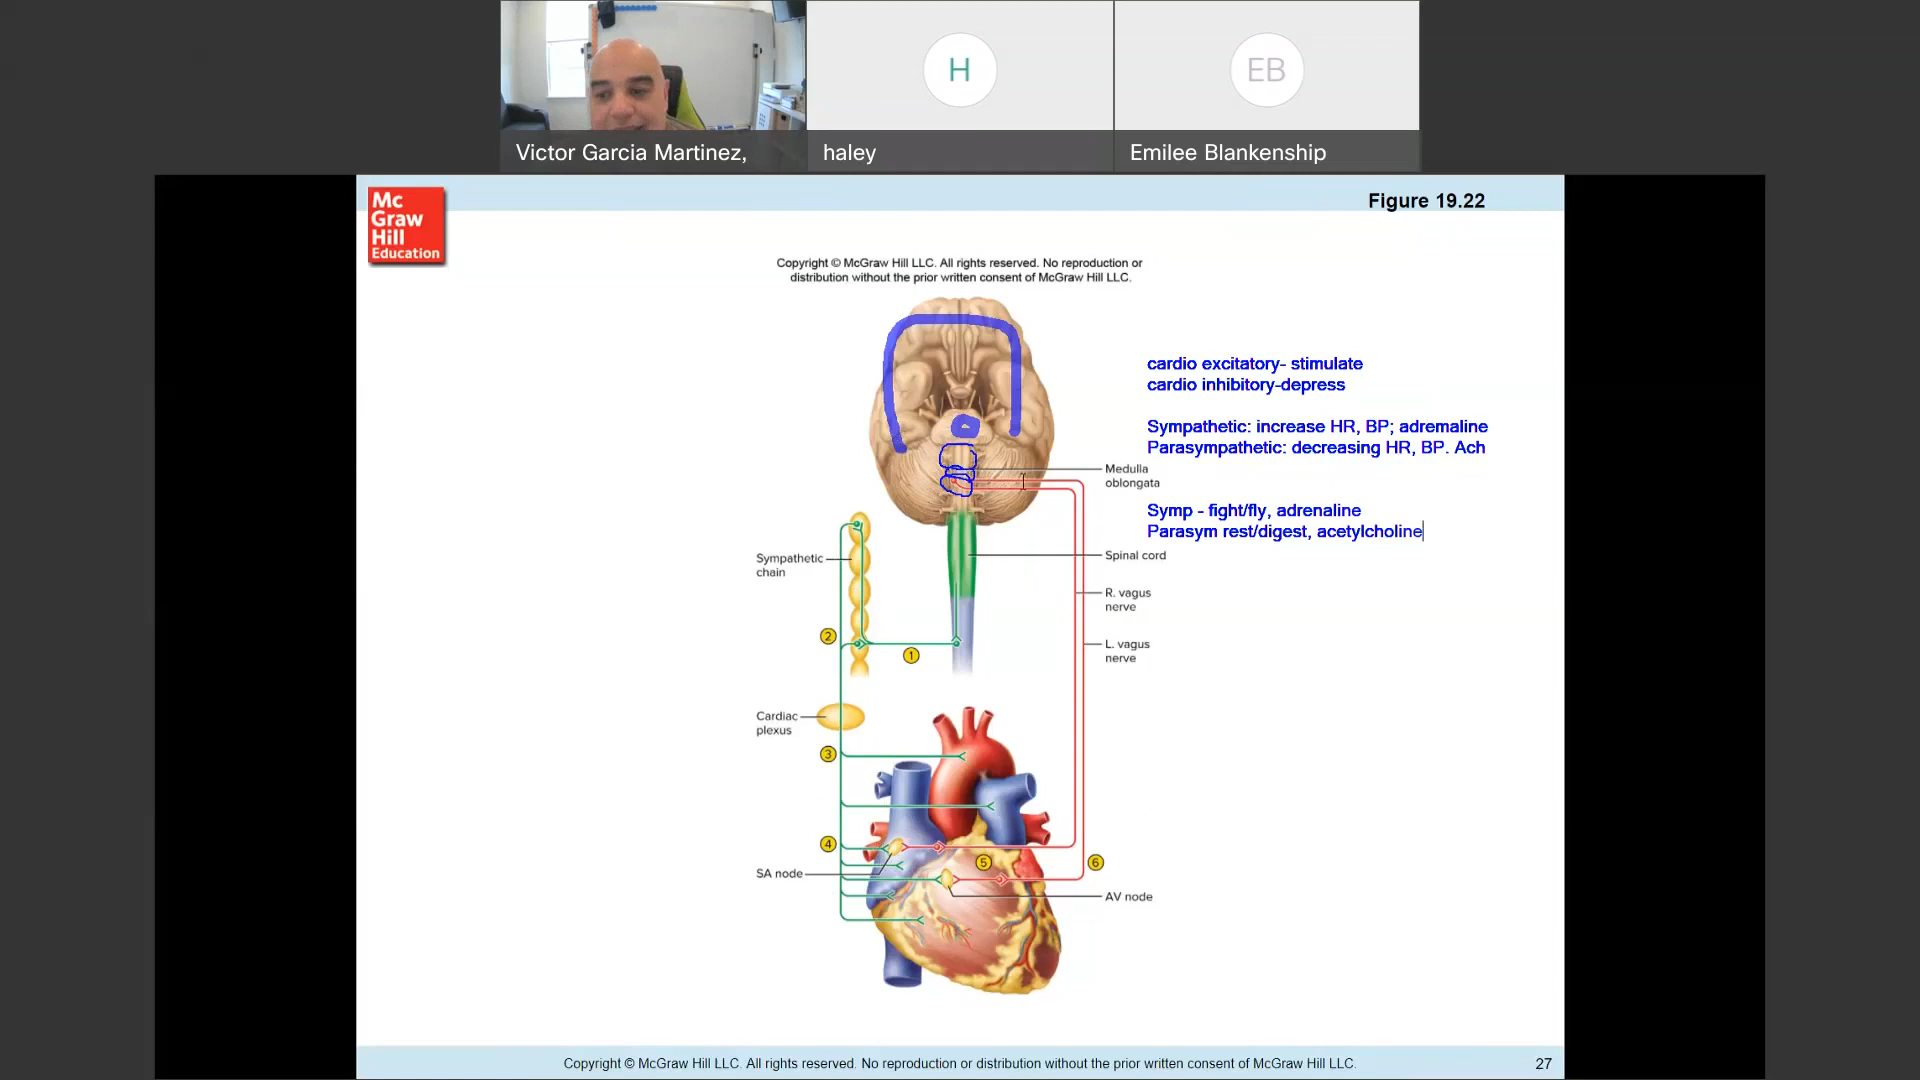 H
EB
Victor Garcia Martinez,
haley
Emilee Blankenship
Mc
Graw
Hill
Education
Figure 19.22
Copyright © McGraw Hill LLC. All rights reserved. No reproduction or
distribution without the prior written consent of McGraw Hill LLC.
cardio excitatory- stimulate
cardio inhibitory-depress
Sympathetic: increase HR, BP; adremaline
Parasympathetic: decreasing HR, BP. Ach
Medulla
oblongata
Symp - fight/fly, adrenaline
Parasym rest/digest, acetylcholine
Sympathetic
chain
Spinal cord
R. vagus
nerve
2
1
L. vagus
nerve
Cardiac
plexus
3
4
5
6
SA node
AV node
Copyright © McGraw Hill LLC. All rights reserved. No reproduction or distribution without the prior written consent of McGraw Hill LLC.
27